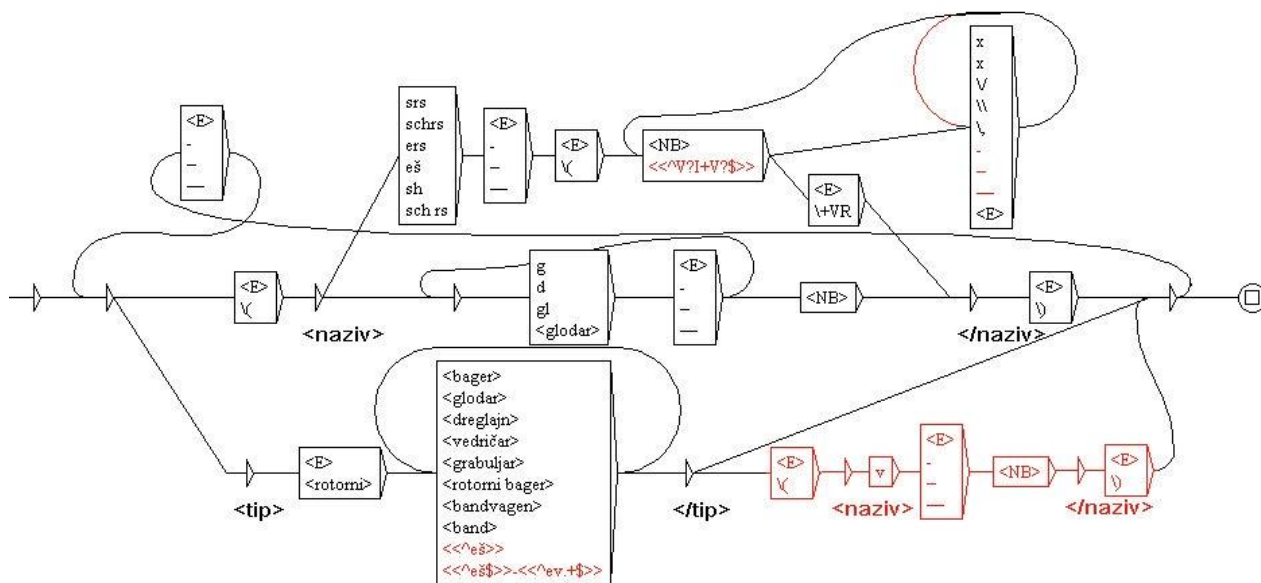 <E>
-
–
—
srs
schrs
ers
eš
sh
sch rs
<E>
-
–
—
<E>
\(
<NB>
<<^V?I+V?$>>
x
x
\/
\\
\,
-
–
—
<E>
<E>
\+VR
<E>
\(
<naziv>
g
d
gl
<glodar>
<E>
-
–
—
<NB>
</naziv>
<E>
\)
<tip>
<E>
<rotorni>
<bager>
<glodar>
<dreglajn>
<vedričar>
<grabuljar>
<rotorni bager>
<bandvagen>
<band>
<<^eš>>
<<^eš$>>-<<^ev.+$>>
</tip>
<E>
\(
<naziv>
v
<E>
-
–
—
<NB>
</naziv>
<E>
\)